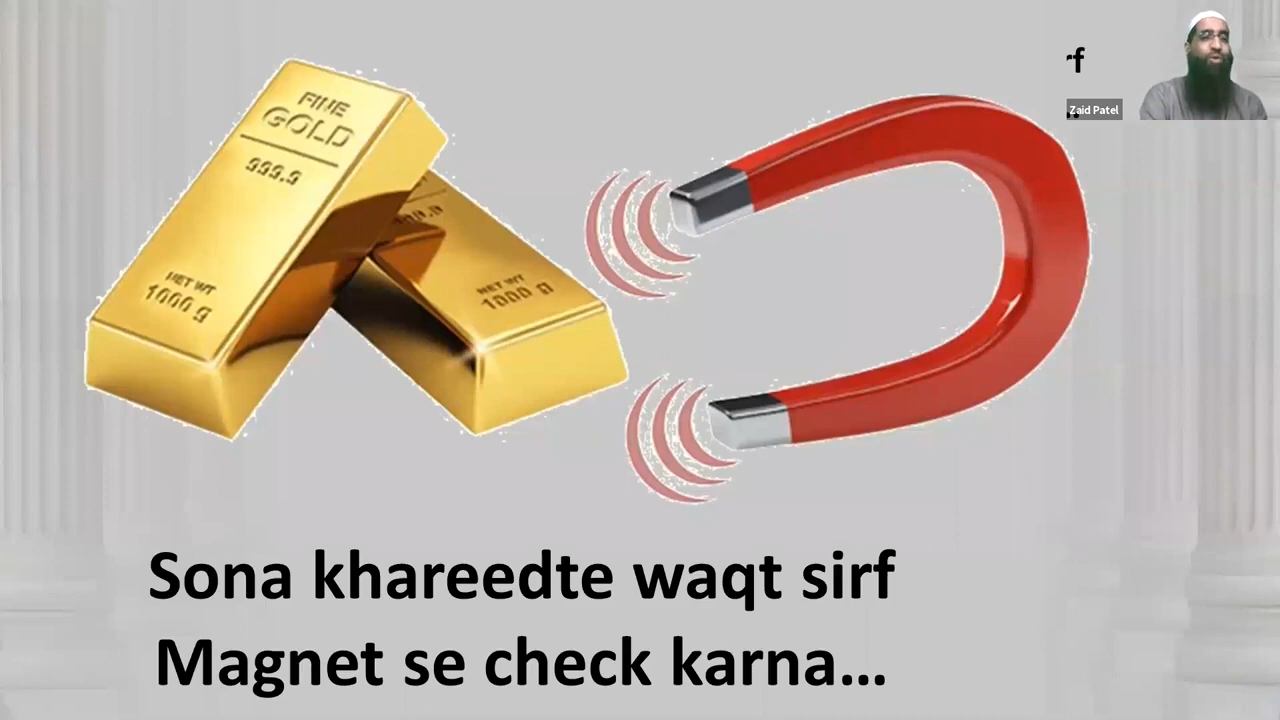 FINE
GOLD
999.9
NET WT
1000 g
NET WT
1000 g
rf
Zaid Patel
Sona khareedte waqt sirf
Magnet se check karna...